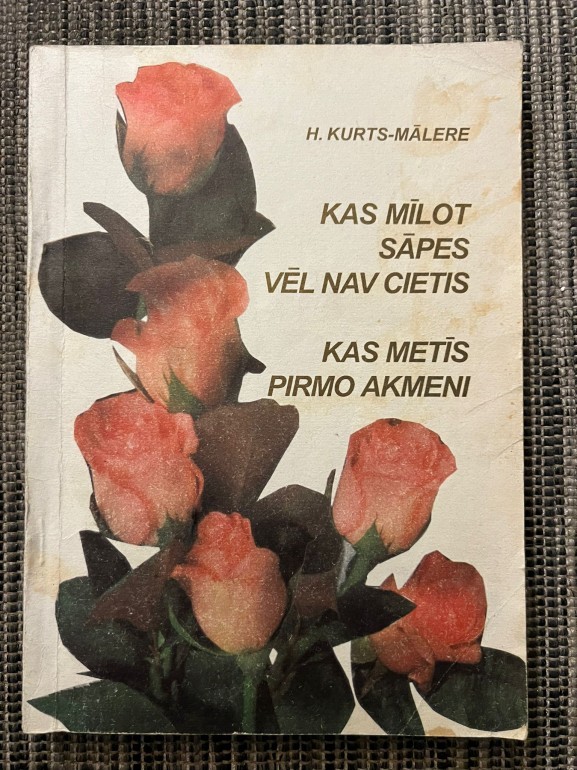 H. KURTS-MĀLERE
KAS MĪLOT
SĀPES
VĒL NAV CIETIS
KAS METĪS
PIRMO AKMENI